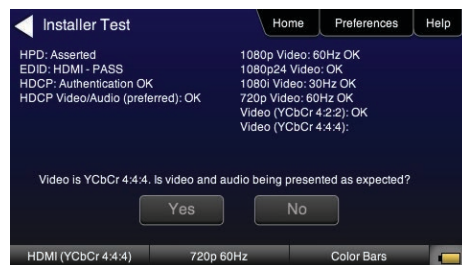 Installer Test
Home
Preferences
Help
HPD: Asserted
EDID: HDMI - PASS
HDCP: Authentication OK
HDCP Video/Audio (preferred): OK
1080p Video: 60Hz OK
1080p24 Video: OK
1080i Video: 30Hz OK
720p Video: 60Hz OK
Video (YCbCr 4:2:2): OK
Video (YCbCr 4:4:4):
Video is YCbCr 4:4:4. Is video and audio being presented as expected?
Yes
No
HDMI (YCbCr 4:4:4)
720p 60Hz
Color Bars